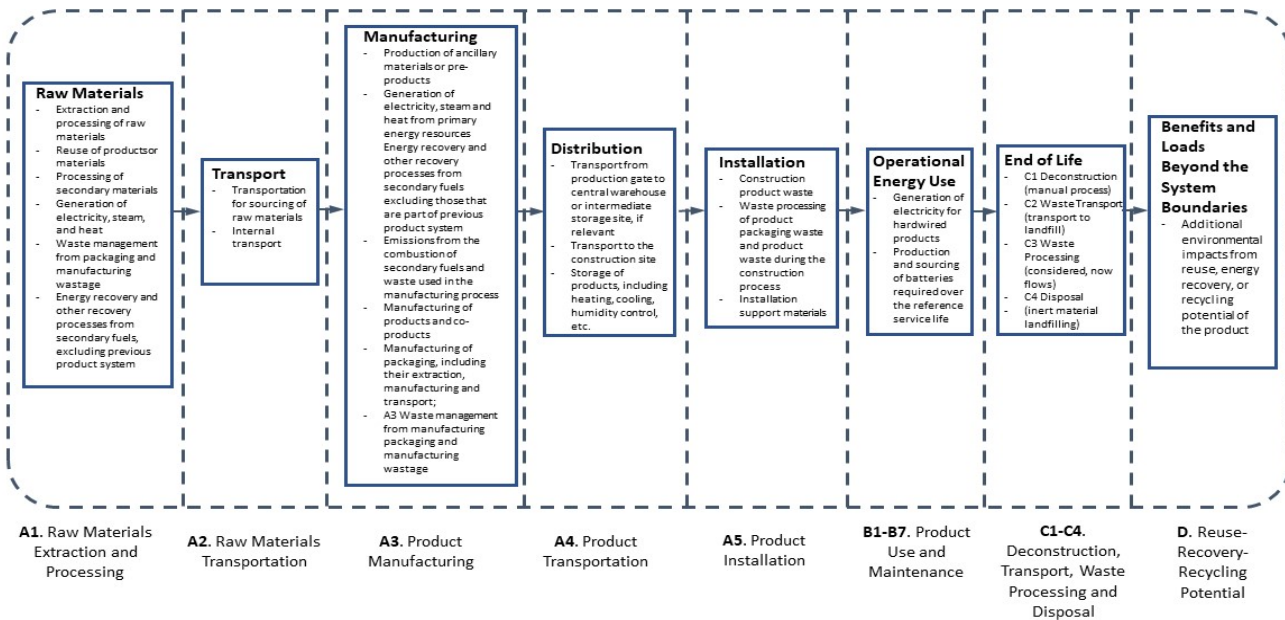 Raw Materials
- Extraction and
processing of raw
materials
- Reuse of productsor
materials
- Processing of
secondary materials
- Generation of
electricity, steam,
and heat
- Waste management
from packaging and
manufacturing
wastage
- Energy recovery and
other recovery
processes from
secondary fuels,
excluding previous
product system
Transport
- Transportation
for sourcing of
raw materials
- Internal
transport
Manufacturing
- Production of ancillary
materials or pre-
products
- Generation of
electricity, steam and
heat from primary
energy resources
Energy recovery and
other recovery
processes from
secondary fuels
excluding those that
are part of previous
product system
- Emissions from the
combustion of
secondary fuels and
waste used in the
manufacturing process
- Manufacturing of
products and co-
products
- Manufacturing of
packaging, including
their extraction,
manufacturing and
transport;
- A3 Waste management
from manufacturing
packaging and
manufacturing
wastage
Distribution
- Transport from
production gate to
central warehouse
or intermediate
storage site, if
relevant
- Transport to the
construction site
- Storage of
products, including
heating, cooling,
humidity control,
etc.
Installation
- Construction
product waste
- Waste processing
of product
packaging waste
and product
waste during the
construction
process
- Installation
support materials
Operational
Energy Use
- Generation of
electricity for
hardwired
products
- Production
and sourcing
of batteries
required over
the reference
service life
End of Life
- C1 Deconstruction
- (manual process)
- C2 Waste Transport
- (transport to
landfill)
- C3 Waste
Processing
- (considered, now
flows)
- C4 Disposal
- (inert material
landfilling)
Benefits and
Loads
Beyond the
System
Boundaries
- Additional
environmental
impacts from
reuse, energy
recovery, or
recycling
potential of
the product
A1. Raw Materials
Extraction and
Processing
A2. Raw Materials
Transportation
A3. Product
Manufacturing
A4. Product
Transportation
A5. Product
Installation
B1-B7. Product
Use and
Maintenance
C1-C4.
Deconstruction,
Transport, Waste
Processing and
Disposal
D. Reuse-
Recovery-
Recycling
Potential